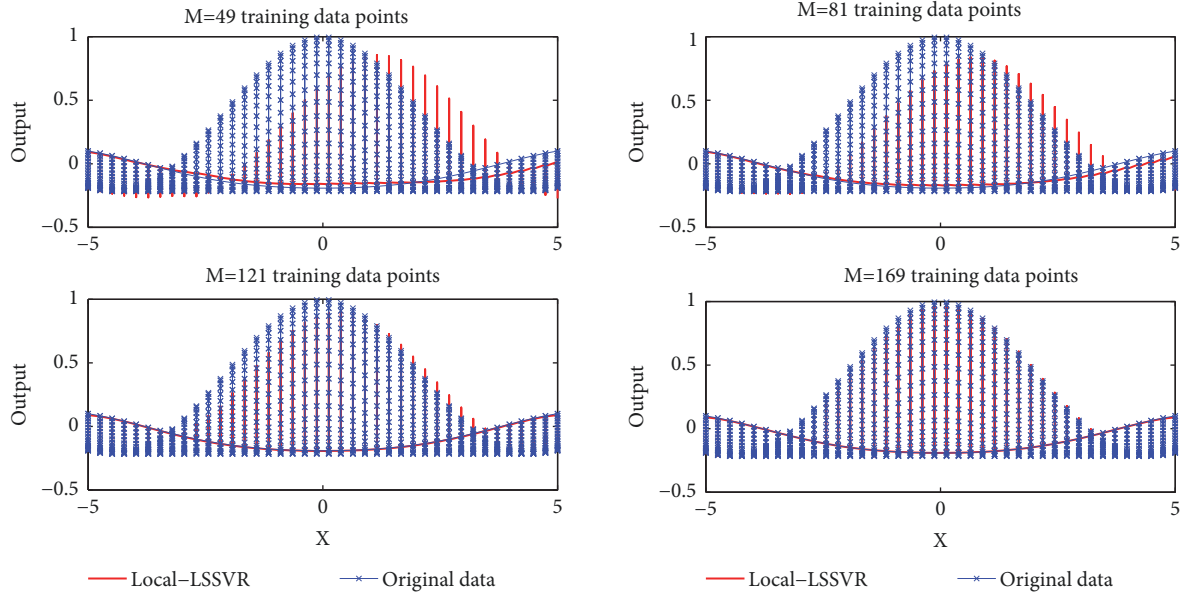 M=49 training data points
1
0.5
0
−0.5
Output
−5
0
5
M=81 training data points
1
0.5
0
−0.5
Output
−5
0
5
M=121 training data points
1
0.5
0
−0.5
Output
−5
0
5
X
M=169 training data points
1
0.5
0
−0.5
Output
−5
0
5
X
Local−LSSVR
Original data
Local−LSSVR
Original data